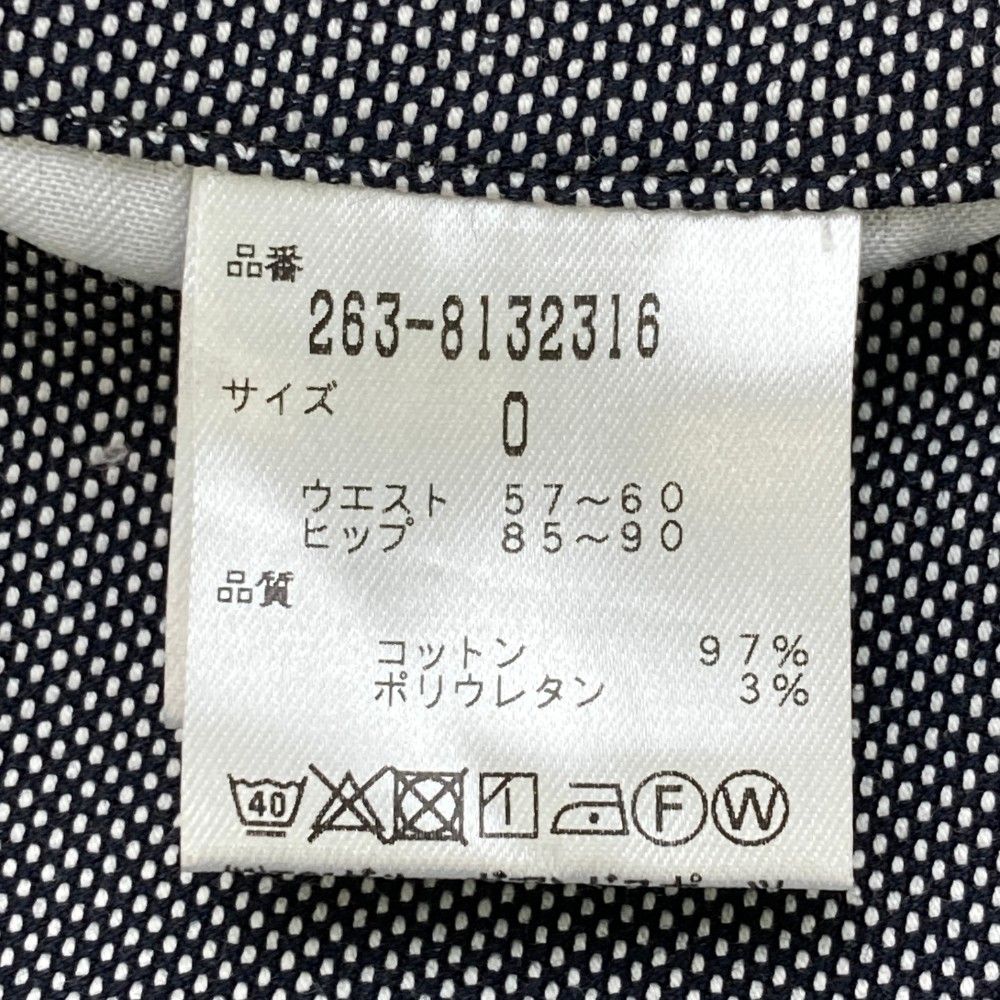 品番
263-8132316
サイズ 0
ウエスト 57～60
ヒップ 85～90
品質
コットン 97%
ポリウレタン 3%
40 F W